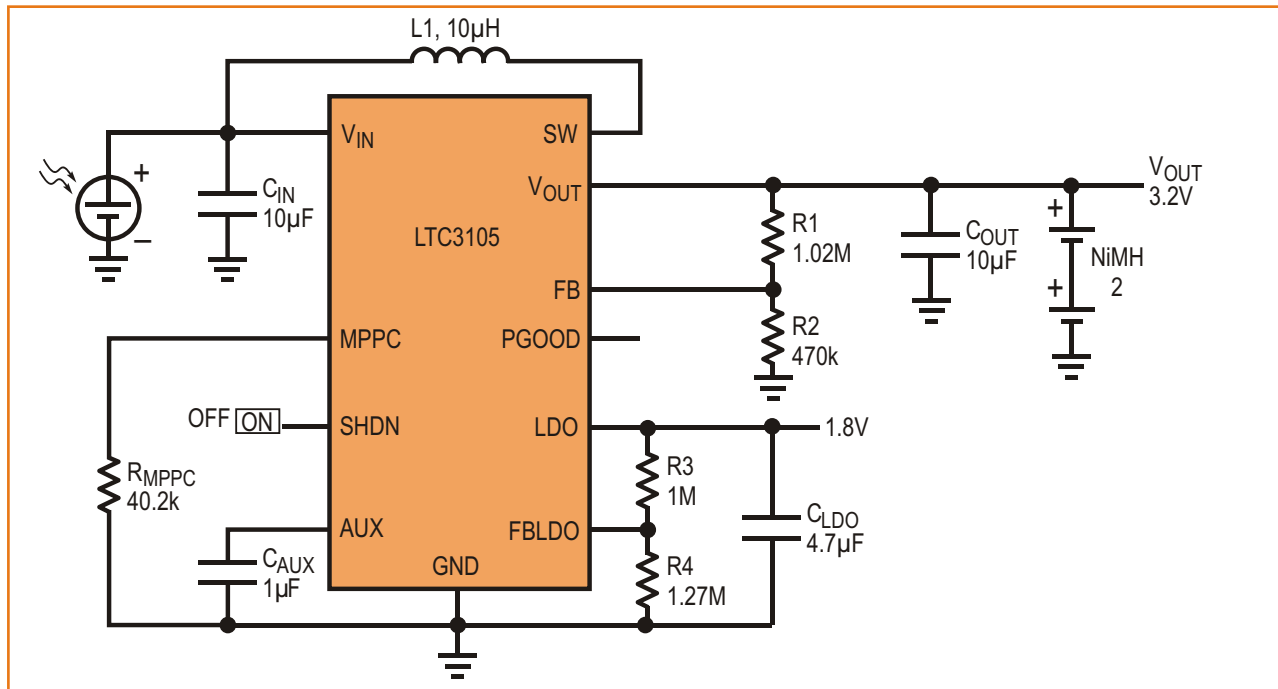 L1, 10µH
VIN
SW
+
–
CIN
10µF
LTC3105
VOUT
VOUT
3.2V
R1
1.02M
COUT
10µF
+
+
NiMH
2
FB
R2
470k
MPPC
PGOOD
OFF ON
SHDN
LDO
1.8V
RMPPC
40.2k
R3
1M
AUX
FBLDO
CLDO
4.7µF
CAUX
1µF
GND
R4
1.27M